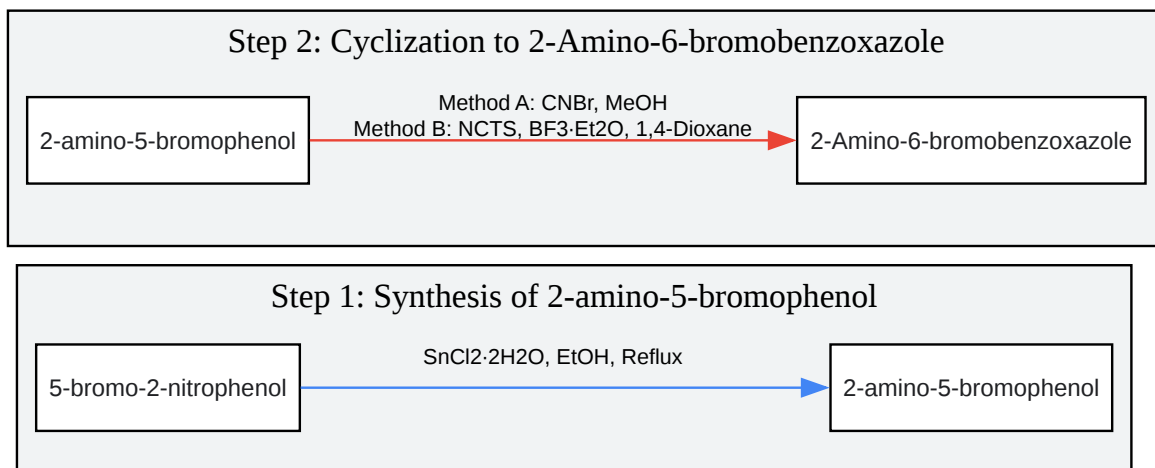 Step 2: Cyclization to 2-Amino-6-bromobenzoxazole
Method A: CNBr, MeOH
2-amino-5-bromophenol
Method B: NCTS, BF3·Et2O, 1,4-Dioxane
2-Amino-6-bromobenzoxazole
Step 1: Synthesis of 2-amino-5-bromophenol
5-bromo-2-nitrophenol
SnCl2·2H2O, EtOH, Reflux
2-amino-5-bromophenol